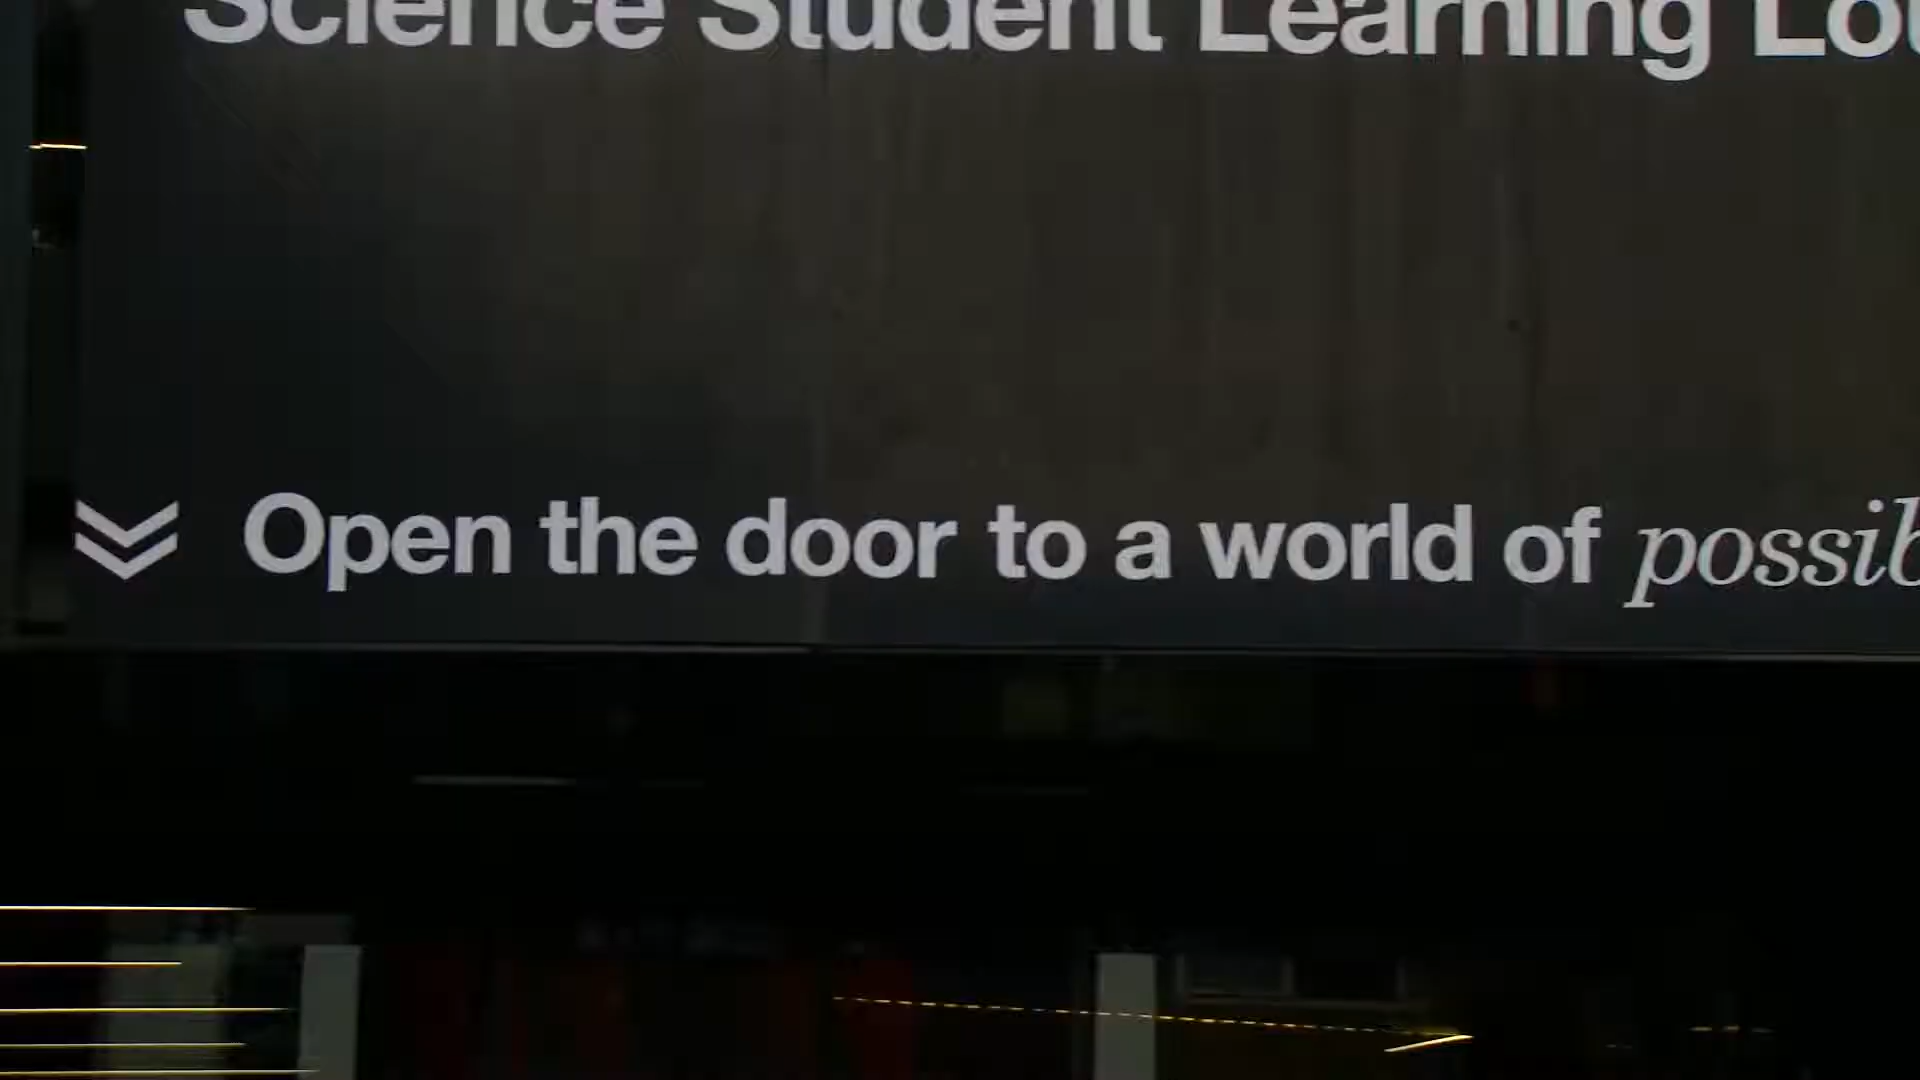 Science Student Learning Lou
Open the door to a world of possib